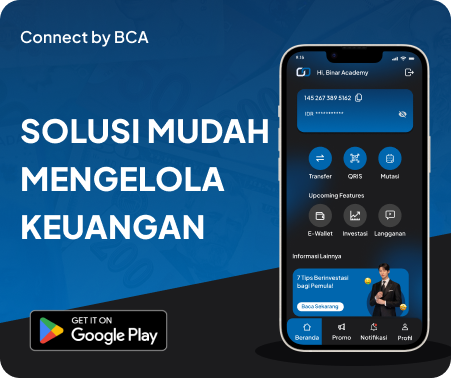 Connect by BCA
SOLUSI MUDAH
MENGELOLA
KEUANGAN
GET IT ON
Google Play
9.16
Hi, Binar Academy
145 267 389 5162
IDR ***********
Transfer QRIS Mutasi
Upcoming Features
E-Wallet Investasi Langganan
Informasi Lainnya
7 Tips Berinvestasi
bagi Pemula!
Baca Sekarang
Beranda Promo Notifikasi Profil